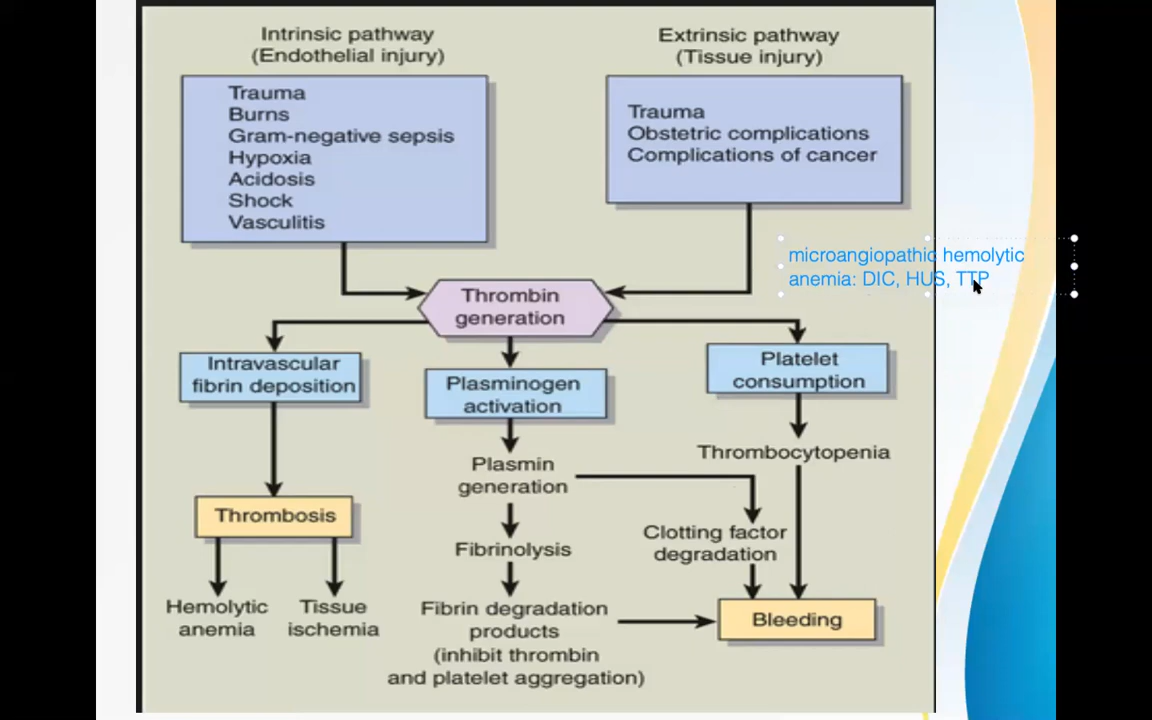 Intrinsic pathway
(Endothelial injury)
Extrinsic pathway
(Tissue injury)
Trauma
Burns
Gram-negative sepsis
Hypoxia
Acidosis
Shock
Vasculitis
Trauma
Obstetric complications
Complications of cancer
microangiopathic hemolytic
anemia: DIC, HUS, TTP
Thrombin
generation
Intravascular
fibrin deposition
Plasminogen
activation
Platelet
consumption
Thrombocytopenia
Plasmin
generation
Thrombosis
Clotting factor
degradation
Fibrinolysis
Hemolytic
anemia
Tissue
ischemia
Fibrin degradation
products
(inhibit thrombin
and platelet aggregation)
Bleeding